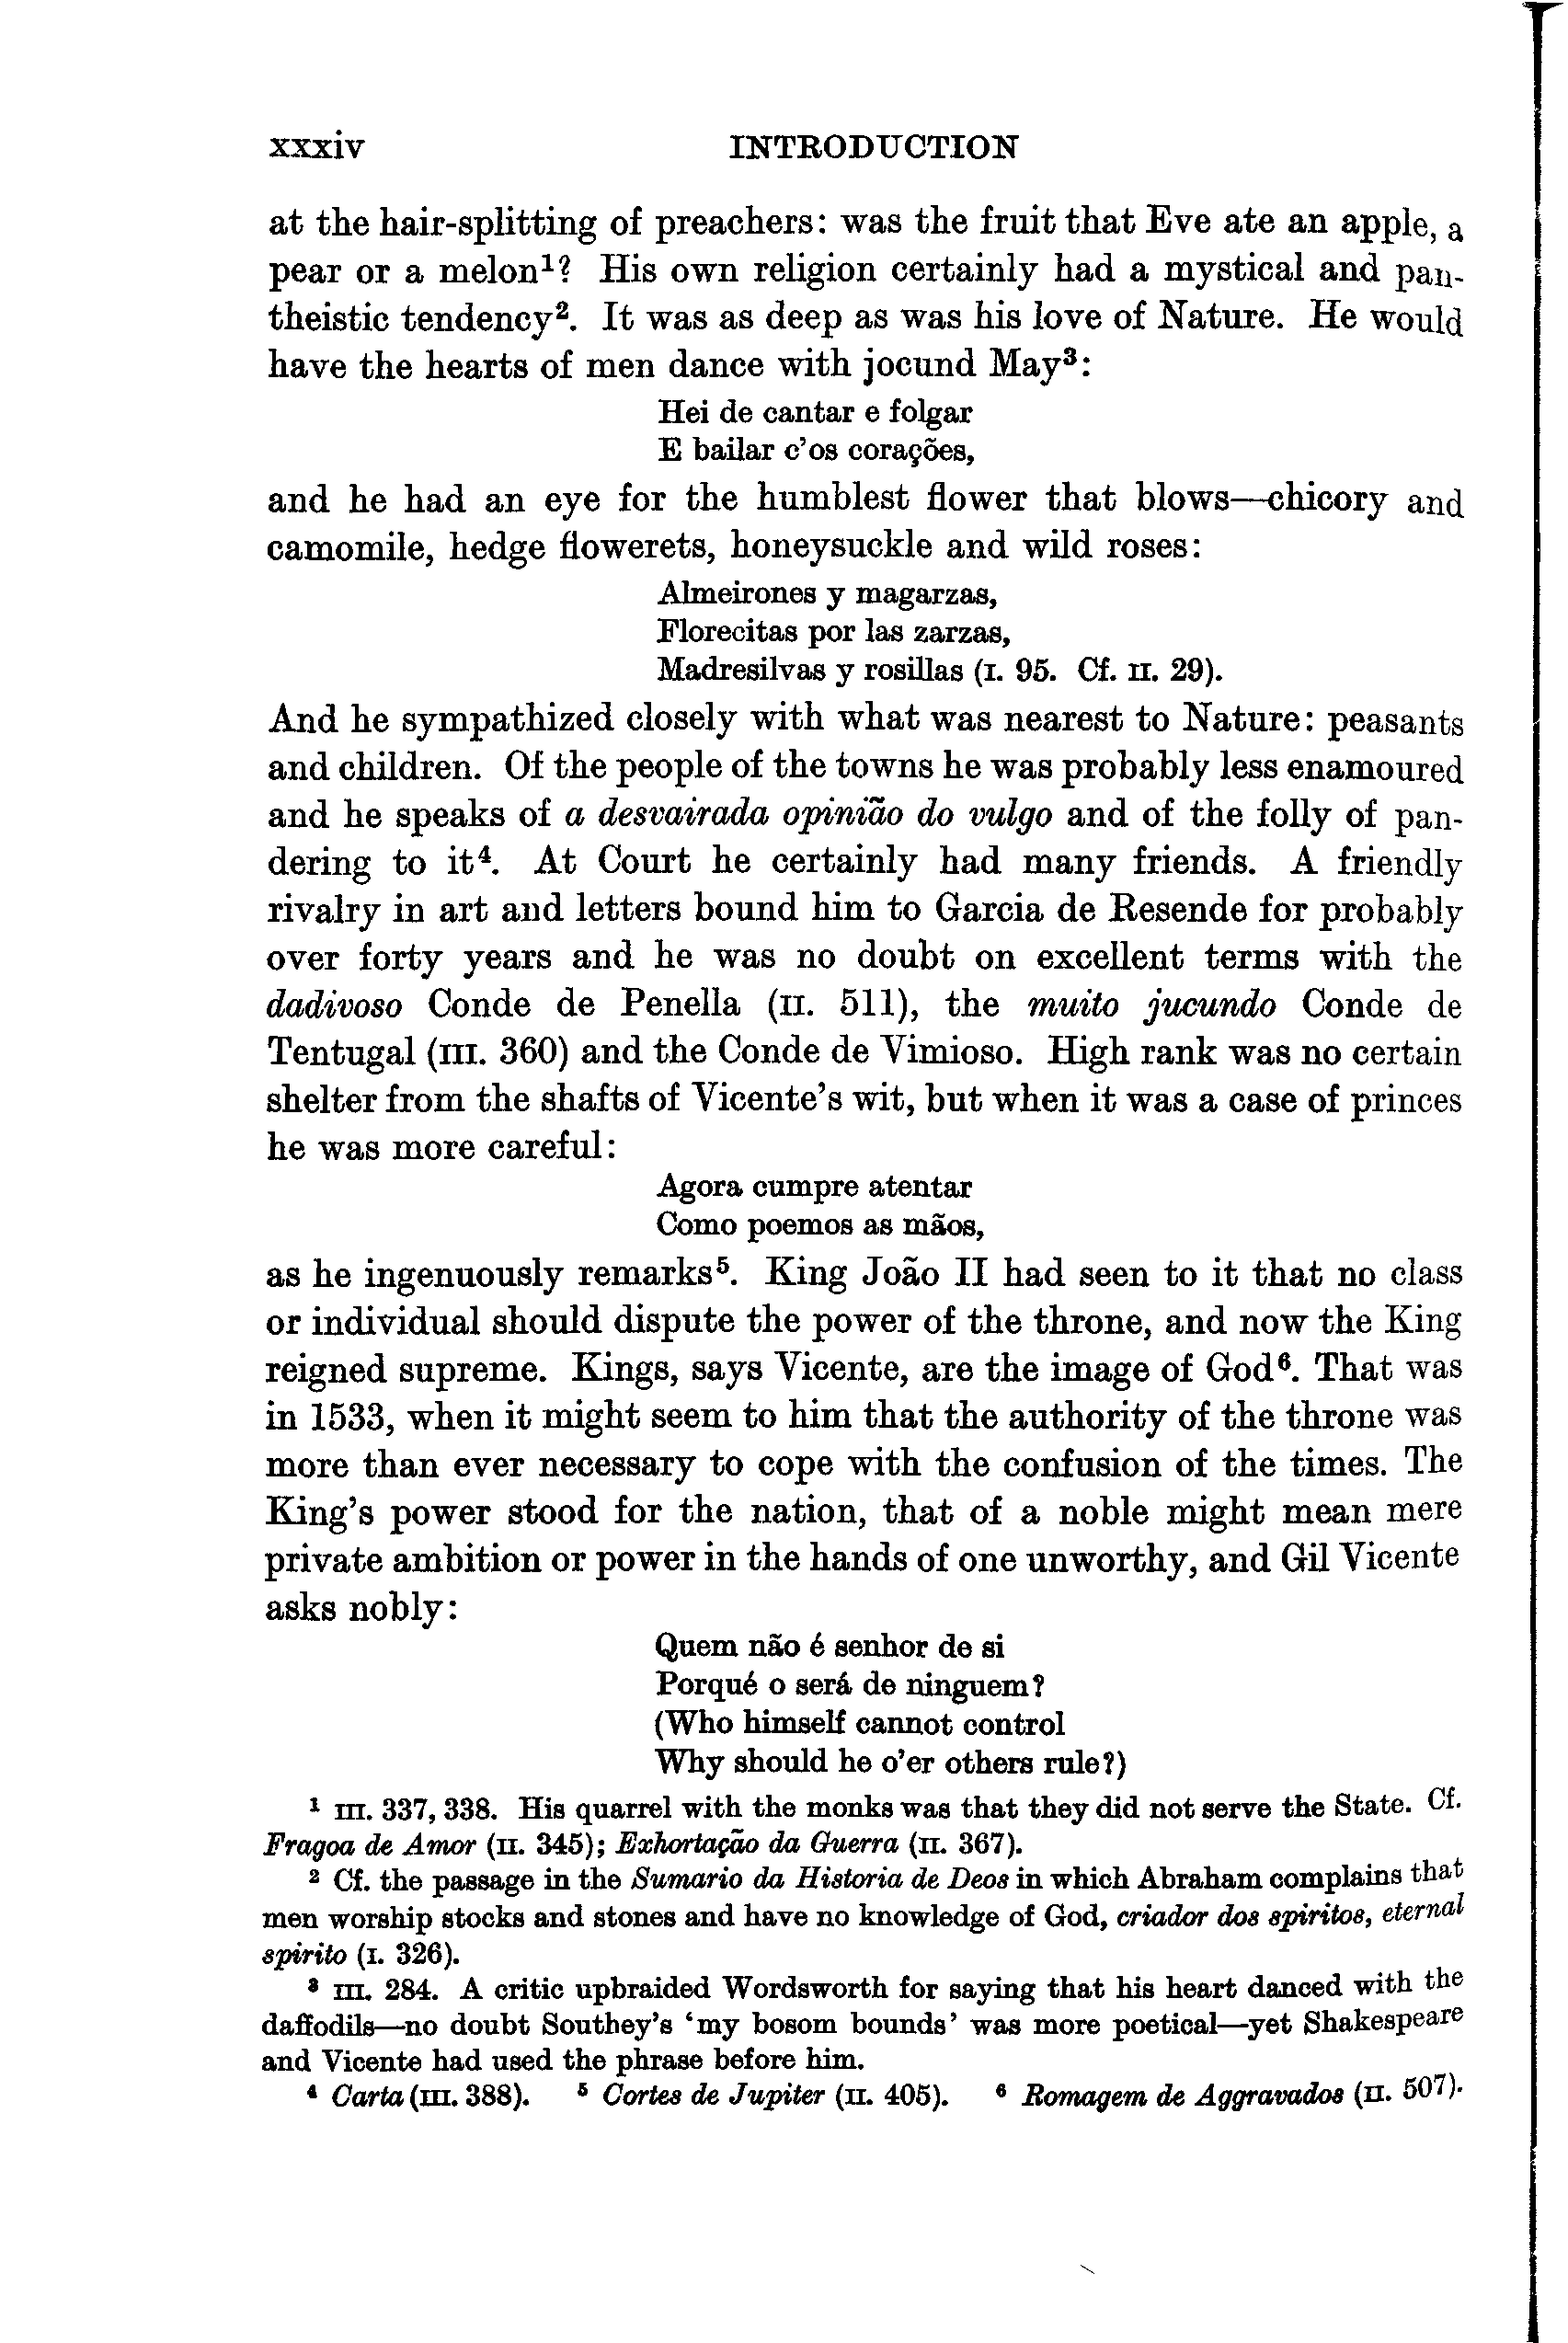 xxxiv INTRODUCTION
at the hair-splitting of preachers: was the fruit that Eve ate an apple, a
pear or a melon¹? His own religion certainly had a mystical and pan-
theistic tendency². It was as deep as was his love of Nature. He would
have the hearts of men dance with jocund May³:
Hei de cantar e folgar
E bailar c'os corações,
and he had an eye for the humblest flower that blows—chicory and
camomile, hedge flowerets, honeysuckle and wild roses:
Almeirones y magarzas,
Florecitas por las zarzas,
Madresilvas y rosillas (I. 95. Cf. II. 29).
And he sympathized closely with what was nearest to Nature: peasants
and children. Of the people of the towns he was probably less enamoured
and he speaks of a desvairada opinião do vulgo and of the folly of pan-
dering to it⁴. At Court he certainly had many friends. A friendly
rivalry in art and letters bound him to Garcia de Resende for probably
over forty years and he was no doubt on excellent terms with the
dadivoso Conde de Penella (II. 511), the muito jucundo Conde de
Tentugal (III. 360) and the Conde de Vimioso. High rank was no certain
shelter from the shafts of Vicente's wit, but when it was a case of princes
he was more careful:
Agora cumpre atentar
Como poemos as mãos,
as he ingenuously remarks⁵. King João II had seen to it that no class
or individual should dispute the power of the throne, and now the King
reigned supreme. Kings, says Vicente, are the image of God⁶. That was
in 1533, when it might seem to him that the authority of the throne was
more than ever necessary to cope with the confusion of the times. The
King's power stood for the nation, that of a noble might mean mere
private ambition or power in the hands of one unworthy, and Gil Vicente
asks nobly:
Quem não é senhor de si
Porqué o será de ninguem?
(Who himself cannot control
Why should he o'er others rule?)
¹ III. 337, 338. His quarrel with the monks was that they did not serve the State. Cf.
Fragoa de Amor (II. 345); Exhortação da Guerra (II. 367).
² Cf. the passage in the Sumario da Historia de Deos in which Abraham complains that
men worship stocks and stones and have no knowledge of God, criador dos spiritos, eternal
spirito (I. 326).
³ III. 284. A critic upbraided Wordsworth for saying that his heart danced with the
daffodils—no doubt Southey's 'my bosom bounds' was more poetical—yet Shakespeare
and Vicente had used the phrase before him.
⁴ Carta (III. 388). ⁵ Cortes de Jupiter (II. 405). ⁶ Romagem de Aggravados (II. 507).